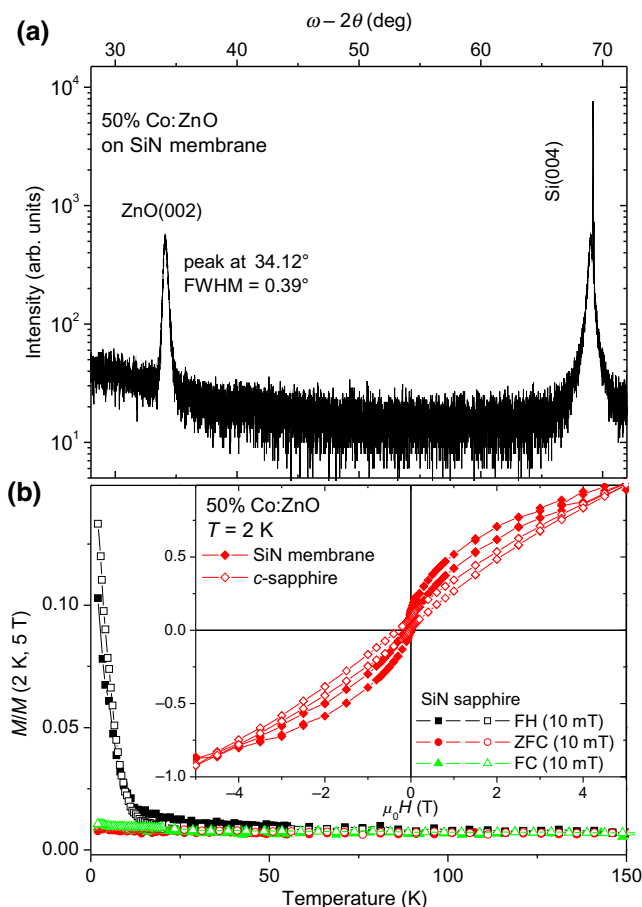 (a)
ω – 2θ (deg)
30 40 50 60 70
10⁴
10³
10²
10¹
Intensity (arb. units)
50% Co:ZnO
on SiN membrane
ZnO(002)
peak at 34.12°
FWHM = 0.39°
Si(004)
(b)
M/M (2 K, 5 T)
0.10
0.05
0.00
50% Co:ZnO
T = 2 K
SiN membrane
c-sapphire
0.5
0.0
−0.5
−1.0
−4 −2 0 2 4
μ₀H (T)
SiN sapphire
FH (10 mT)
ZFC (10 mT)
FC (10 mT)
0 50 100 150
Temperature (K)